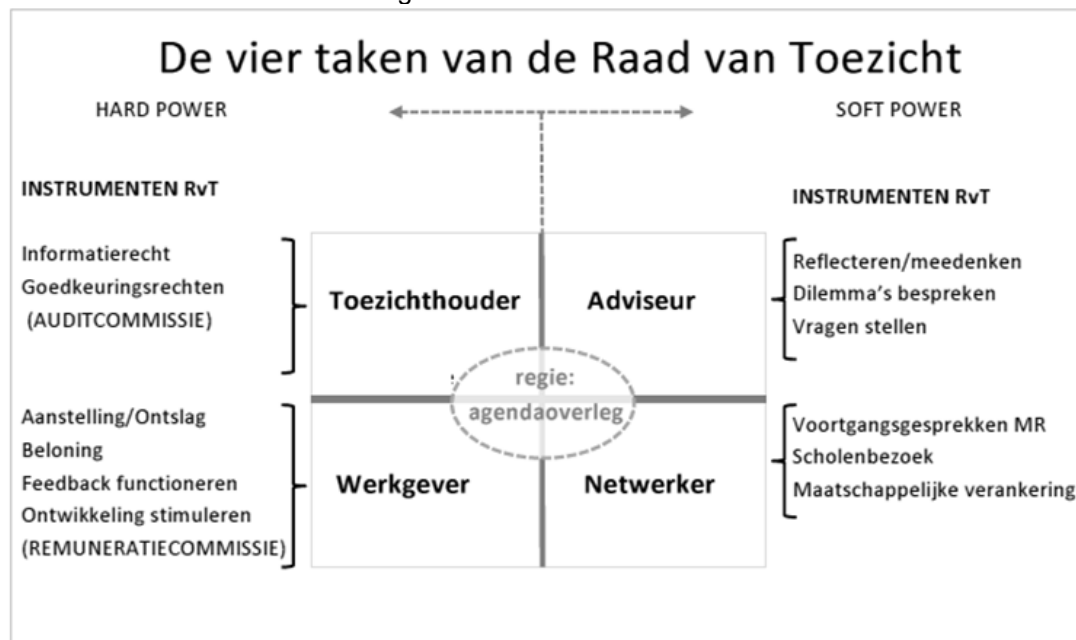 De vier taken van de Raad van Toezicht
HARD POWER
SOFT POWER
INSTRUMENTEN RvT
Informatierecht
Goedkeuringsrechten
(AUDITCOMMISSIE)
Aanstelling/Ontslag
Beloning
Feedback functioneren
Ontwikkeling stimuleren
(REMUNERATIECOMMISSIE)
Toezichthouder
Adviseur
regie:
agendaoverleg
Werkgever
Netwerker
INSTRUMENTEN RvT
Reflecteren/meedenken
Dilemma's bespreken
Vragen stellen
Voortgangsgesprekken MR
Scholenbezoek
Maatschappelijke verankering